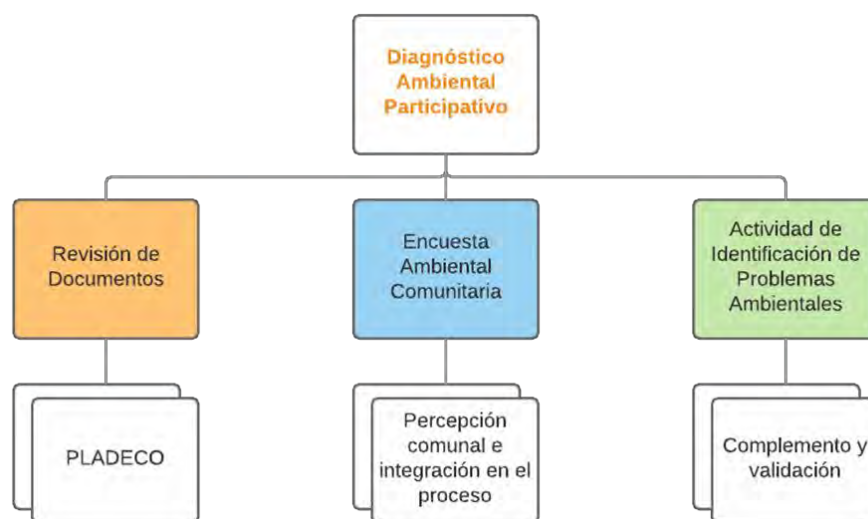 Diagnóstico
Ambiental
Participativo
Revisión de
Documentos
Encuesta
Ambiental
Comunitaria
Actividad de
Identificación de
Problemas
Ambientales
PLADECO
Percepción
comunal e
integración en el
proceso
Complemento y
validación